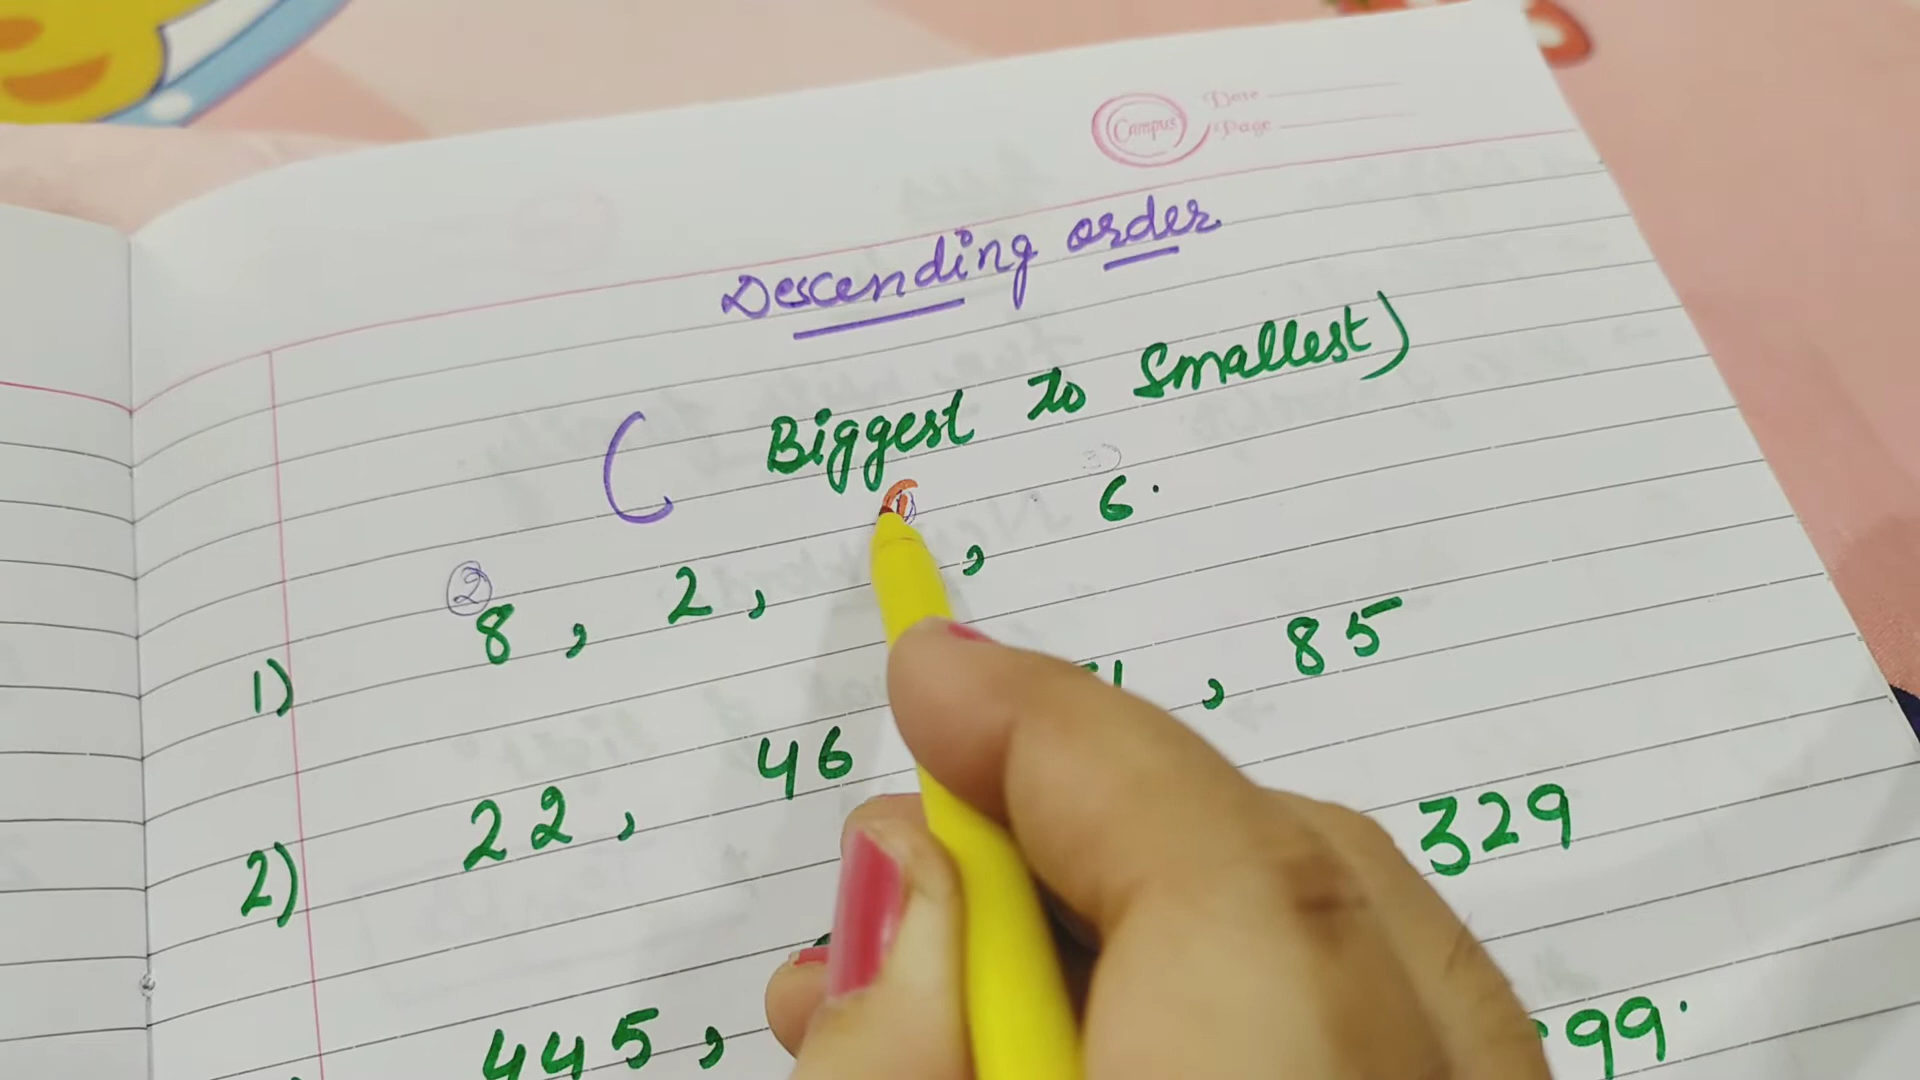 Campus
Date
Page
Descending order
( Biggest to Smallest)
① ② 
1) 8 , 2 , , 6.
2) 22 , 46 , 85
329
445 , 99.